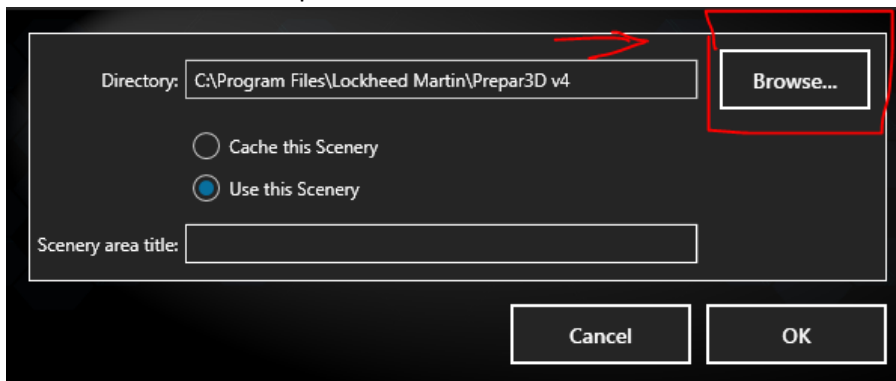 Directory: C:\Program Files\Lockheed Martin\Prepar3D v4 Browse...
Cache this Scenery
Use this Scenery
Scenery area title:
Cancel OK